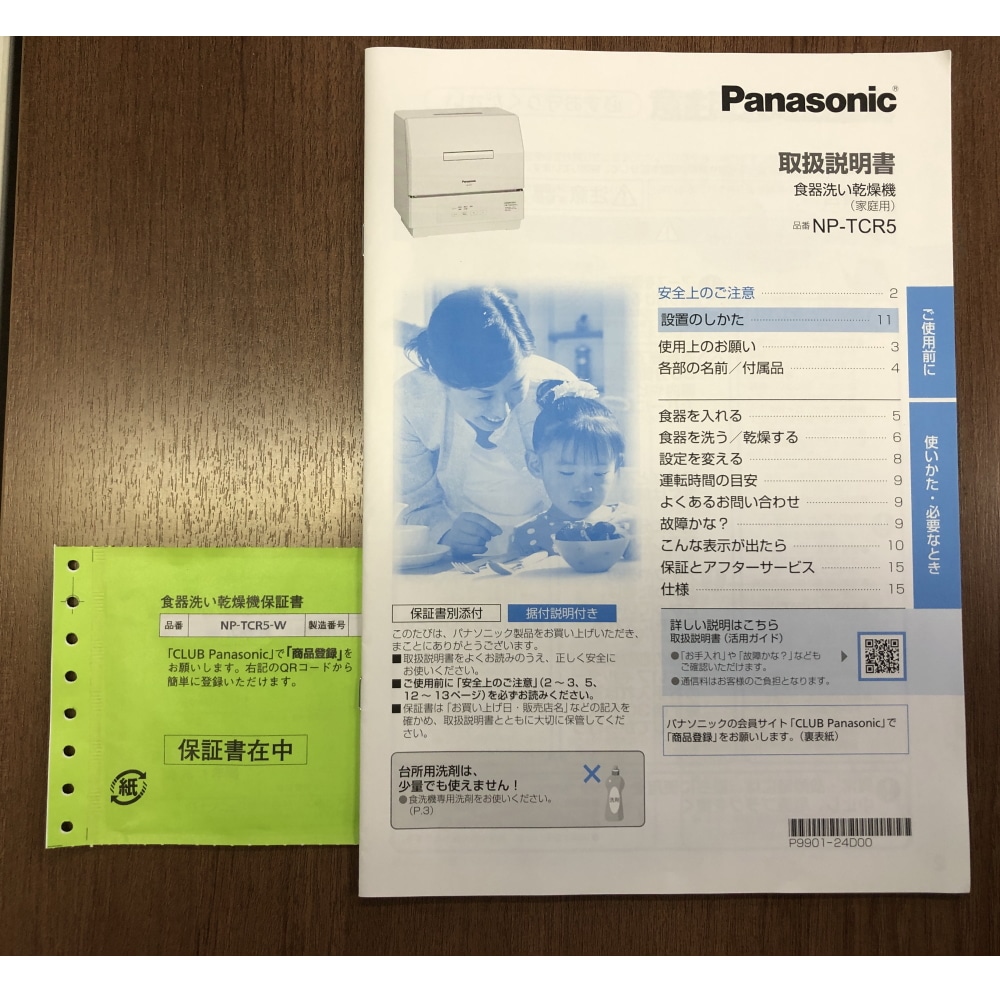 Panasonic®
取扱説明書
食器洗い乾燥機
(家庭用)
品番 NP-TCR5
Panasonic
安全上のご注意 2
設置のしかた 11
使用上のお願い 3
各部の名前／付属品 4
ご使用前に
食器を入れる 5
食器を洗う／乾燥する 6
設定を変える 8
運転時間の目安 9
よくあるお問い合わせ 9
故障かな？ 9
こんな表示が出たら 10
保証とアフターサービス 15
仕様 15
使いかた・必要なとき
保証書別添付 据付説明付き
このたびは、パナソニック製品をお買い上げいただき、
まことにありがとうございます。
■取扱説明書をよくお読みのうえ、正しく安全に
お使いください。
■ご使用前に「安全上のご注意」(2～3、5、
12～13ページ)を必ずお読みください。
■保証書は「お買い上げ日・販売店名」などの記入を
確かめ、取扱説明書とともに大切に保管してくだ
さい。
台所用洗剤は、
少量でも使えません！
●食洗機専用洗剤をお使いください。
(P.3)
洗剤
詳しい説明はこちら
取扱説明書(活用ガイド)
●「お手入れ」や「故障かな？」なども
ご確認いただけます。
●通信料はお客様のご負担となります。
パナソニックの会員サイト「CLUB Panasonic」で
「商品登録」をお願いします。(裏表紙)
P9901-24D00
食器洗い乾燥機保証書
品番 NP-TCR5-W 製造番号
「CLUB Panasonic」で「商品登録」を
お願いします。右記のQRコードから
簡単に登録いただけます。
保証書在中
紙